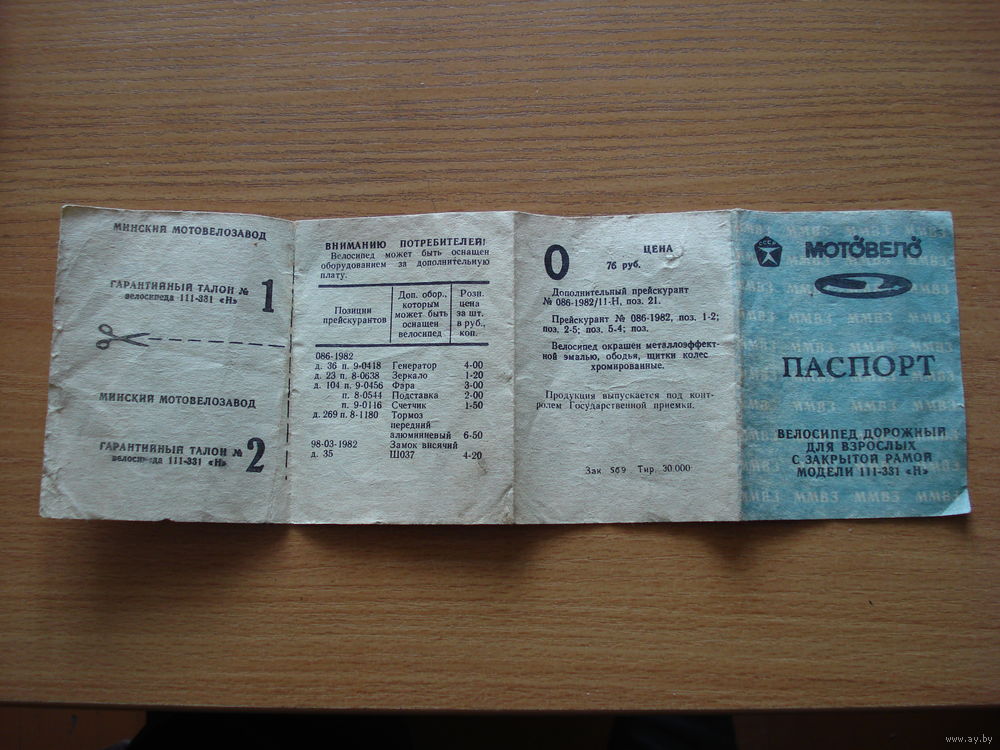 МИНСКИЙ МОТОВЕЛОЗАВОД
ГАРАНТИЙНЫЙ ТАЛОН № 1
велосипеда 111-331 «Н»
МИНСКИЙ МОТОВЕЛОЗАВОД
ГАРАНТИЙНЫЙ ТАЛОН № 2
велосипеда 111-331 «Н»
ВНИМАНИЮ ПОТРЕБИТЕЛЕЙ!
Велосипед может быть оснащен
оборудованием за дополнительную
плату.
Позиции прейскурантов | Доп. обор., которым может быть оснащен велосипед | Розн. цена за шт. в руб., коп.
086-1982
д. 36 п. 9-0418 Генератор 4-00
д. 23 п. 8-0638 Зеркало 1-20
д. 104 п. 9-0456 Фара 3-00
п. 8-0544 Подставка 2-00
п. 9-0116 Счетчик 1-50
д. 269 п. 8-1180 Тормоз
передний
алюминиевый 6-50
98-03-1982 Замок висячий
д. 35 Ш037 4-20
0 ЦЕНА
76 руб.
Дополнительный прейскурант
№ 086-1982/11-Н, поз. 21.
Прейскурант № 086-1982, поз. 1-2;
поз. 2-5; поз. 5-4; поз.
Велосипед окрашен металлоэффект-
ной эмалью, ободья, щитки колес
хромированные.
Продукция выпускается под конт-
ролем Государственной приемки.
Зак 569 Тир. 30.000
СССР
МОТОВЕЛО
ПАСПОРТ
ВЕЛОСИПЕД ДОРОЖНЫЙ
ДЛЯ ВЗРОСЛЫХ
С ЗАКРЫТОЙ РАМОЙ
МОДЕЛИ 111-331 «Н»
ММВЗ ММВЗ ММВЗ
www.ay.by